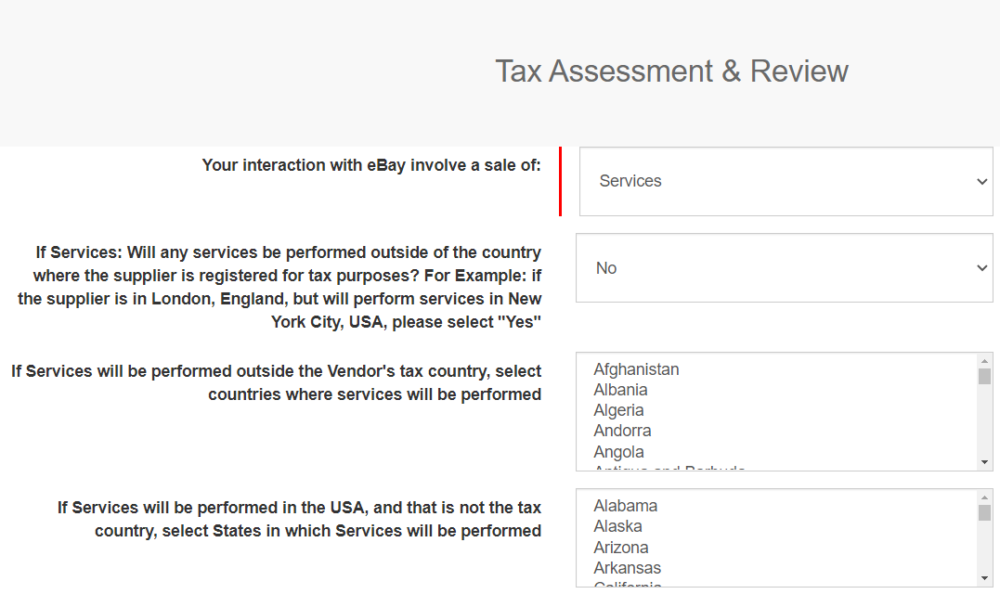 Tax Assessment & Review
Your interaction with eBay involve a sale of:
Services
If Services: Will any services be performed outside of the country
where the supplier is registered for tax purposes? For Example: if
the supplier is in London, England, but will perform services in New
York City, USA, please select "Yes"
No
If Services will be performed outside the Vendor's tax country, select
countries where services will be performed
Afghanistan
Albania
Algeria
Andorra
Angola
Antigua and Barbuda
If Services will be performed in the USA, and that is not the tax
country, select States in which Services will be performed
Alabama
Alaska
Arizona
Arkansas
California